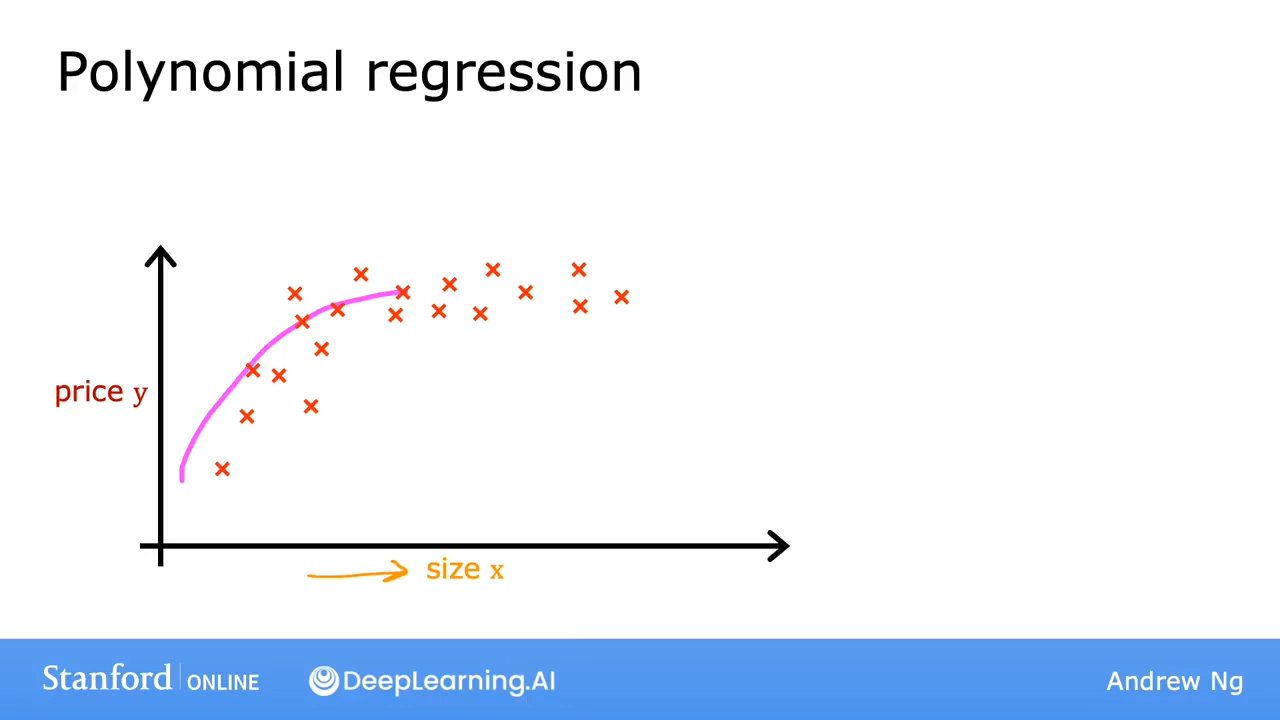 Polynomial regression
price y
size x
Stanford ONLINE DeepLearning.AI Andrew Ng